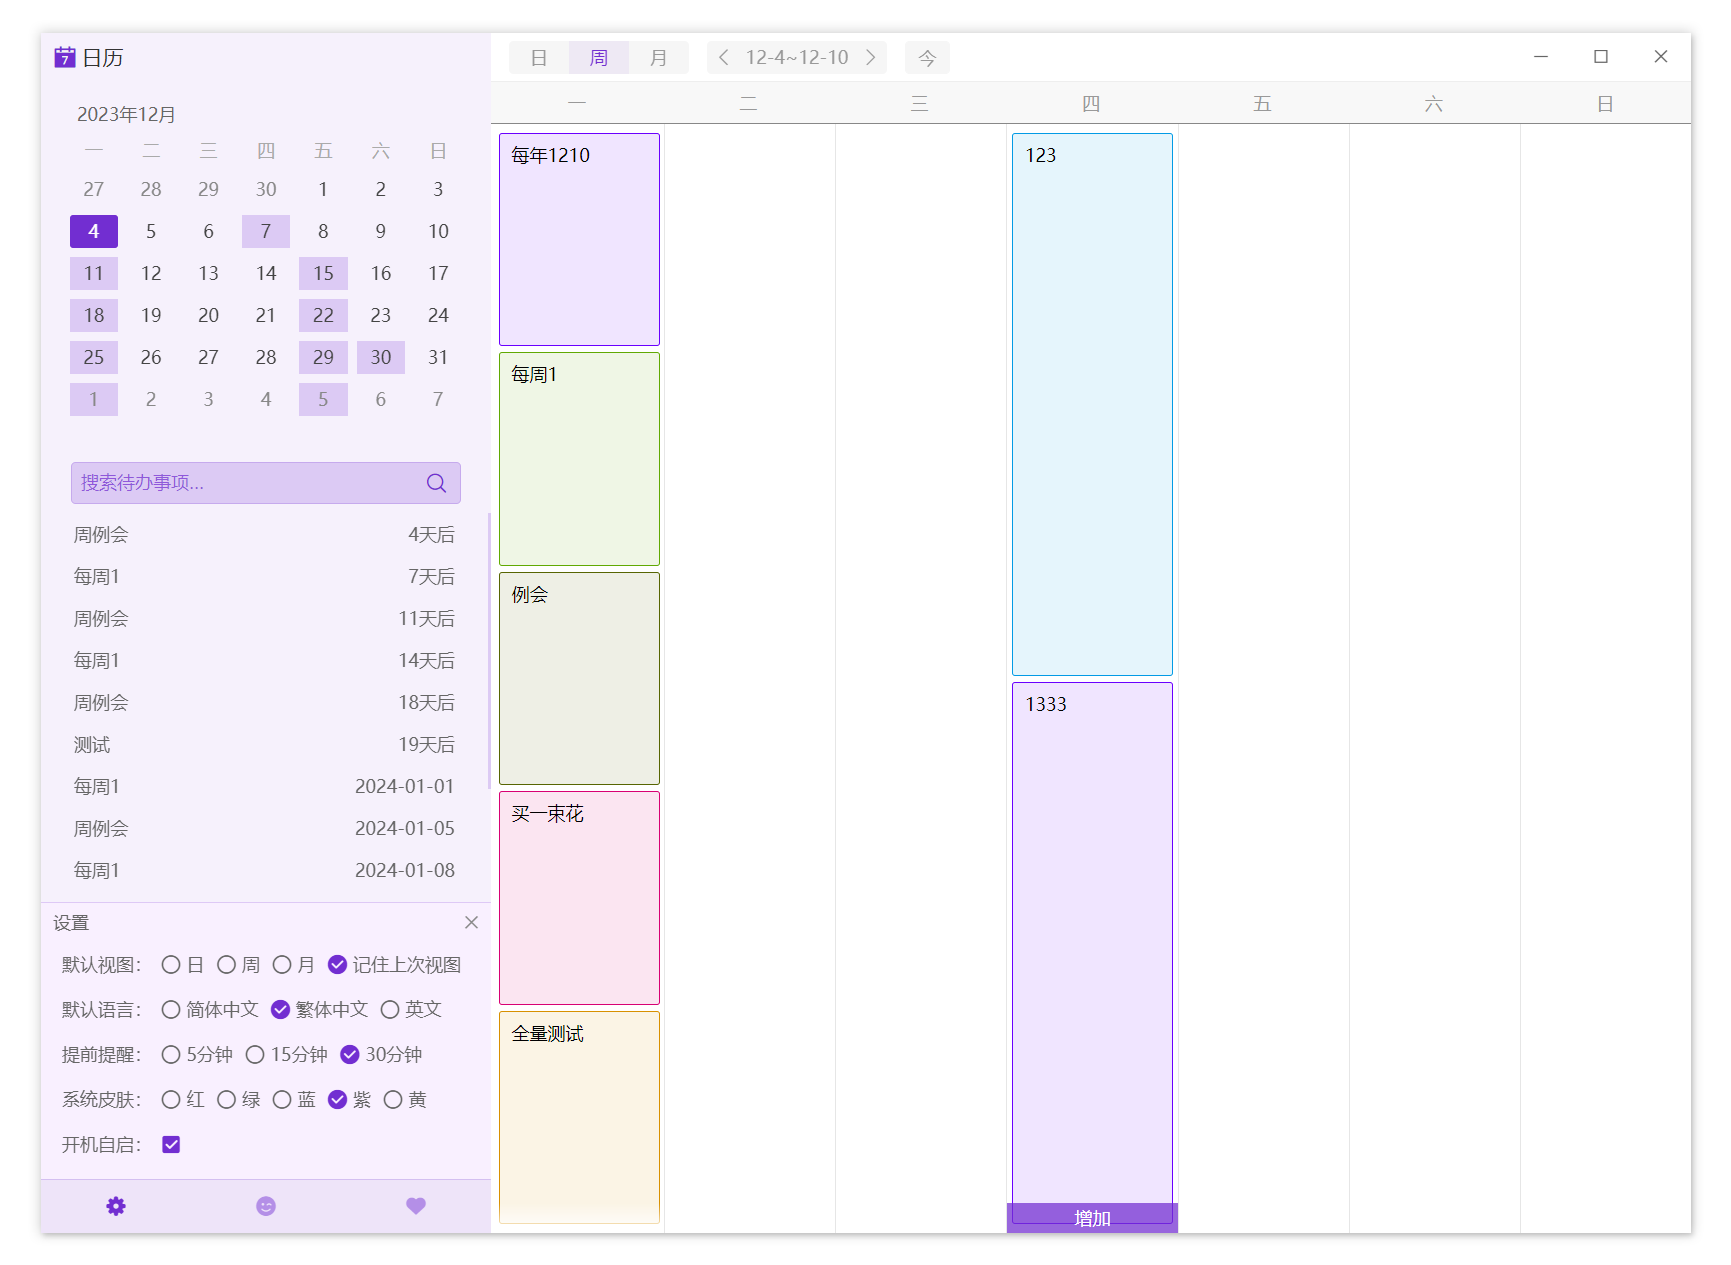 7 日历
2023年12月
一 二 三 四 五 六 日
27 28 29 30 1 2 3
4 5 6 7 8 9 10
11 12 13 14 15 16 17
18 19 20 21 22 23 24
25 26 27 28 29 30 31
1 2 3 4 5 6 7
搜索待办事项...
周例会 4天后
每周1 7天后
周例会 11天后
每周1 14天后
周例会 18天后
测试 19天后
每周1 2024-01-01
周例会 2024-01-05
每周1 2024-01-08
设置
默认视图： 日 周 月 记住上次视图
默认语言： 简体中文 繁体中文 英文
提前提醒： 5分钟 15分钟 30分钟
系统皮肤： 红 绿 蓝 紫 黄
开机自启：
日 周 月 12-4~12-10 今
一 二 三 四 五 六 日
每年1210
每周1
例会
买一束花
全量测试
123
1333
增加